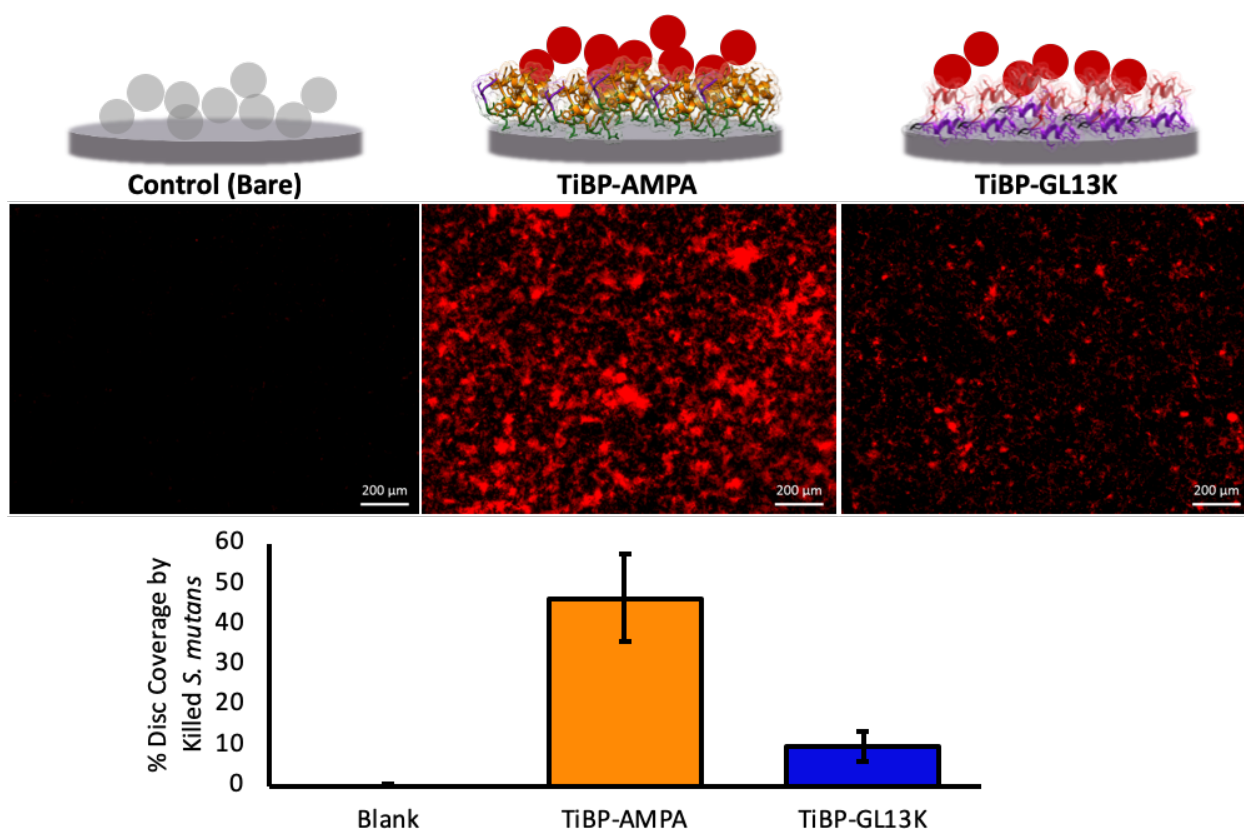 Control (Bare)
TiBP-AMPA
TiBP-GL13K
200 µm
200 µm
200 µm
% Disc Coverage by
Killed S. mutans
60
50
40
30
20
10
0
Blank
TiBP-AMPA
TiBP-GL13K